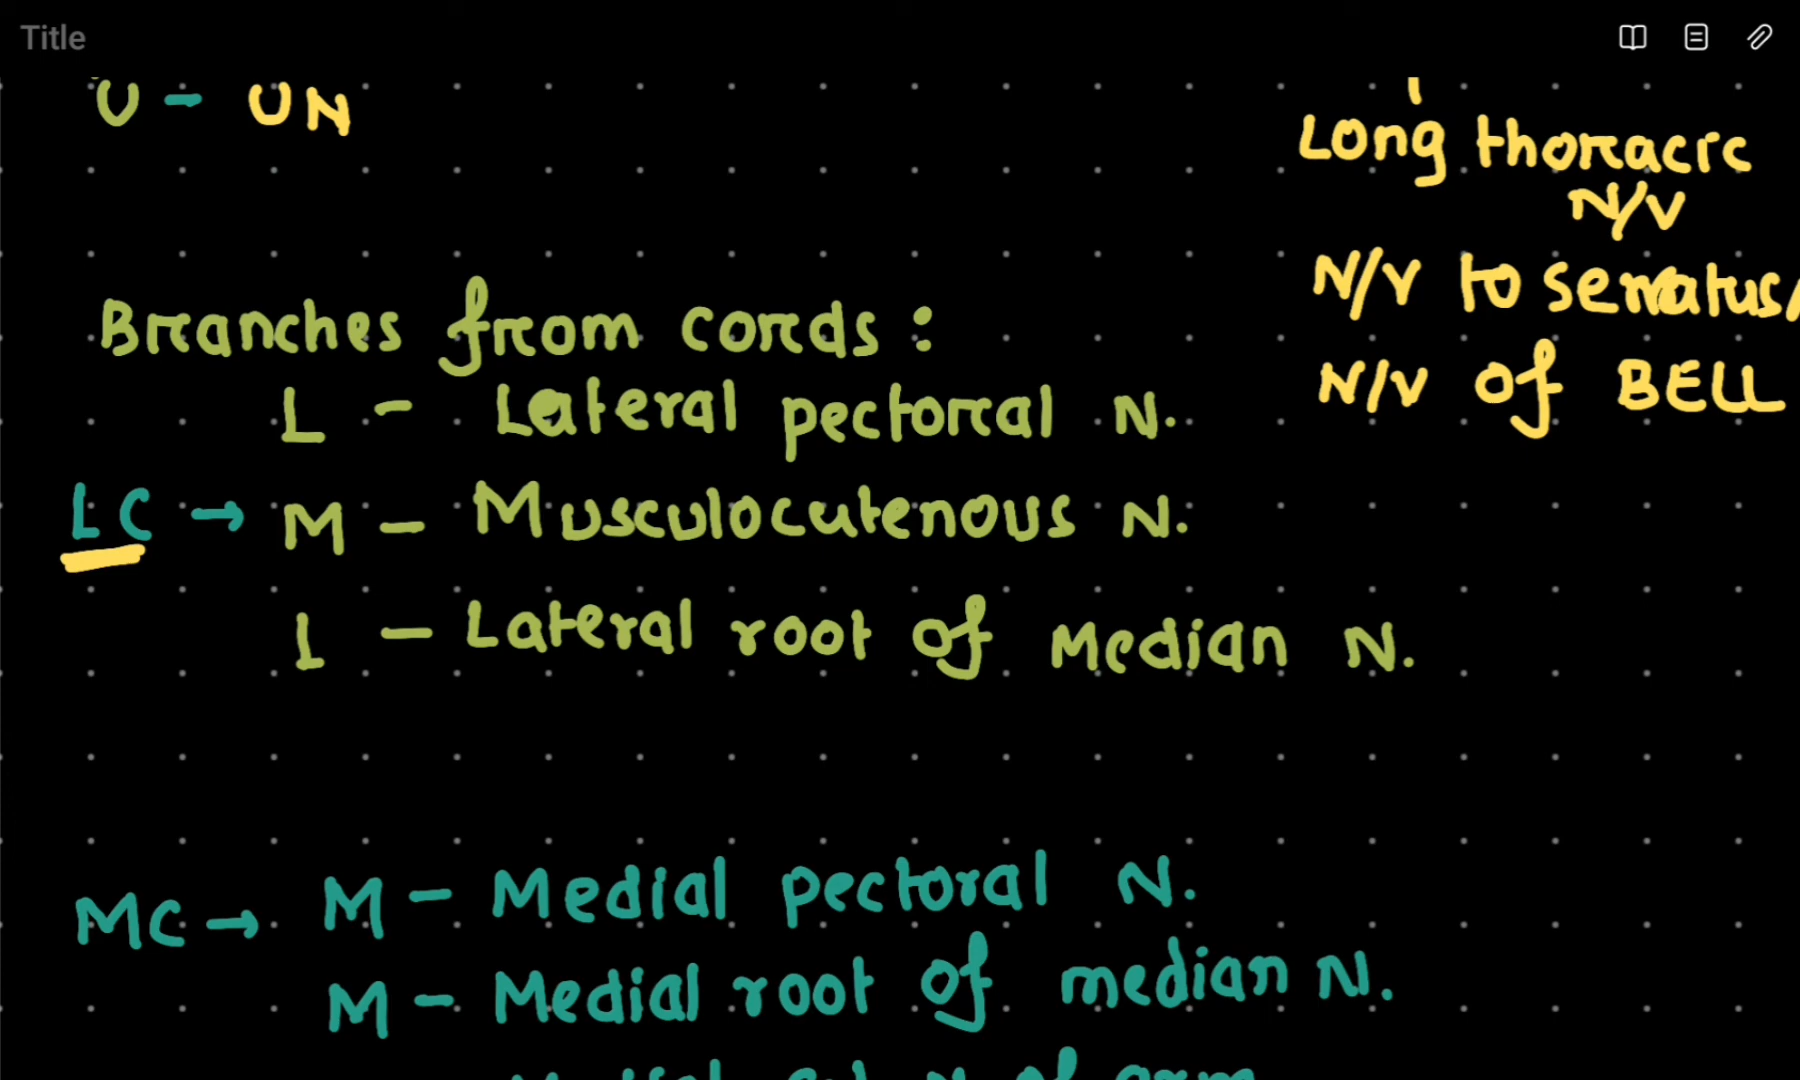 Title
U - UN
Long thoracic
N/V
N/V to serratus
N/V of BELL
Branches from cords :
L - Lateral pectoral N.
LC → M - Musculocutenous N.
L - Lateral root of Median N.
MC → M - Medial pectoral N.
M - Medial root of median N.